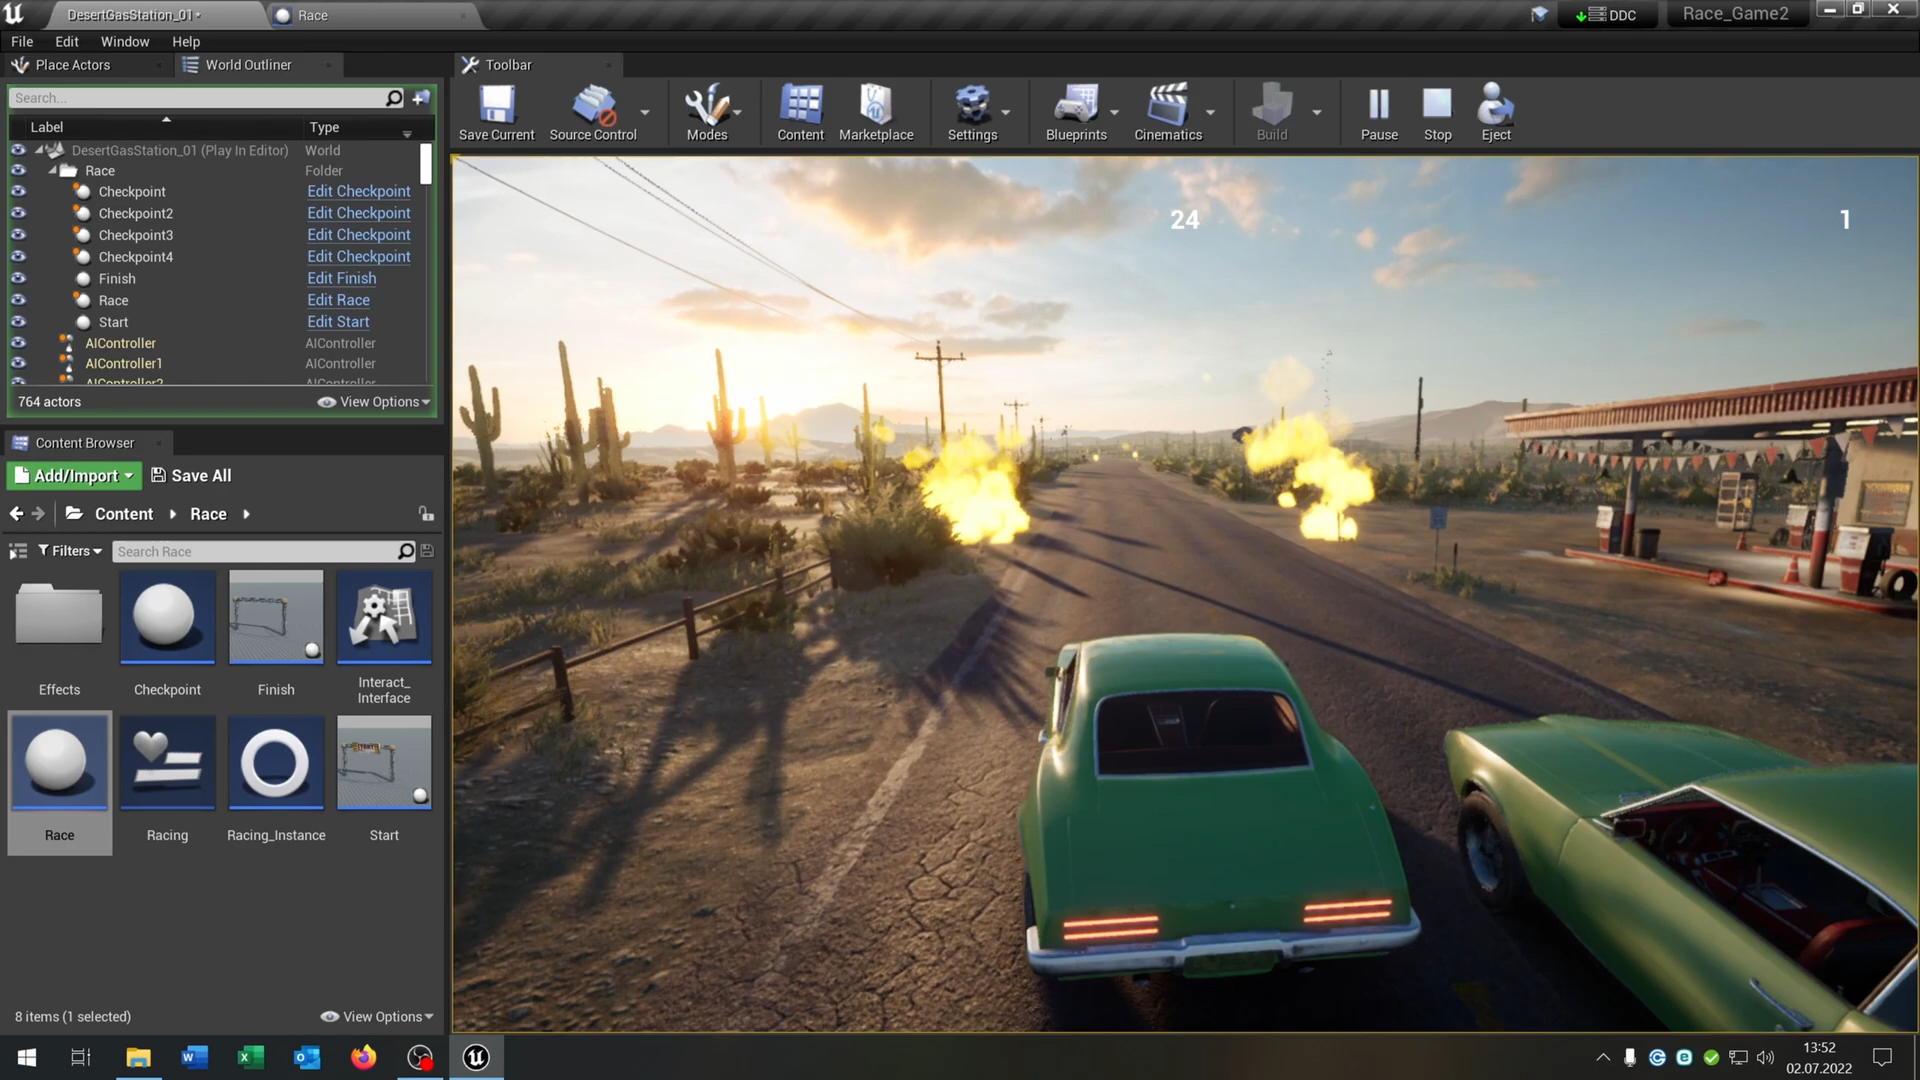 DesertGasStation_01*
Race
DDC
Race_Game2
File
Edit
Window
Help
Place Actors
World Outliner
Toolbar
Search...
Save Current
Source Control
Modes
Content
Marketplace
Settings
Blueprints
Cinematics
Build
Pause
Stop
Eject
Label
Type
DesertGasStation_01 (Play In Editor)
World
Race
Folder
Checkpoint
Edit Checkpoint
Checkpoint2
Edit Checkpoint
Checkpoint3
Edit Checkpoint
Checkpoint4
Edit Checkpoint
Finish
Edit Finish
Race
Edit Race
Start
Edit Start
AIController
AIController
AIController1
AIController
AIController2
AIController
764 actors
View Options
24
1
Content Browser
Add/Import
Save All
Content
Race
Filters
Search Race
Effects
Checkpoint
Finish
Interact_
Interface
START
Race
Racing
Racing_Instance
Start
8 items (1 selected)
View Options
13:52
02.07.2022